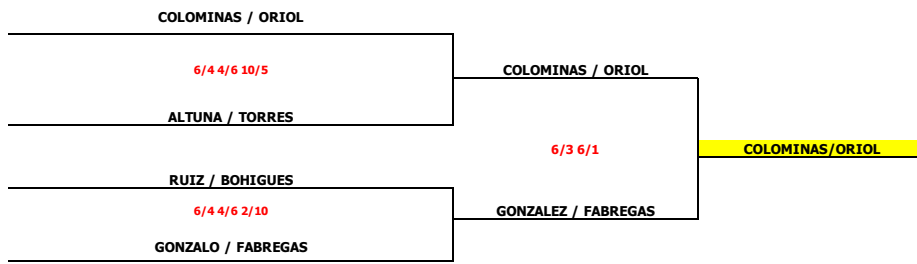 COLOMINAS / ORIOL
6/4 4/6 10/5
COLOMINAS / ORIOL
ALTUNA / TORRES
6/3 6/1
COLOMINAS/ORIOL
RUIZ / BOHIGUES
6/4 4/6 2/10
GONZALEZ / FABREGAS
GONZALO / FABREGAS